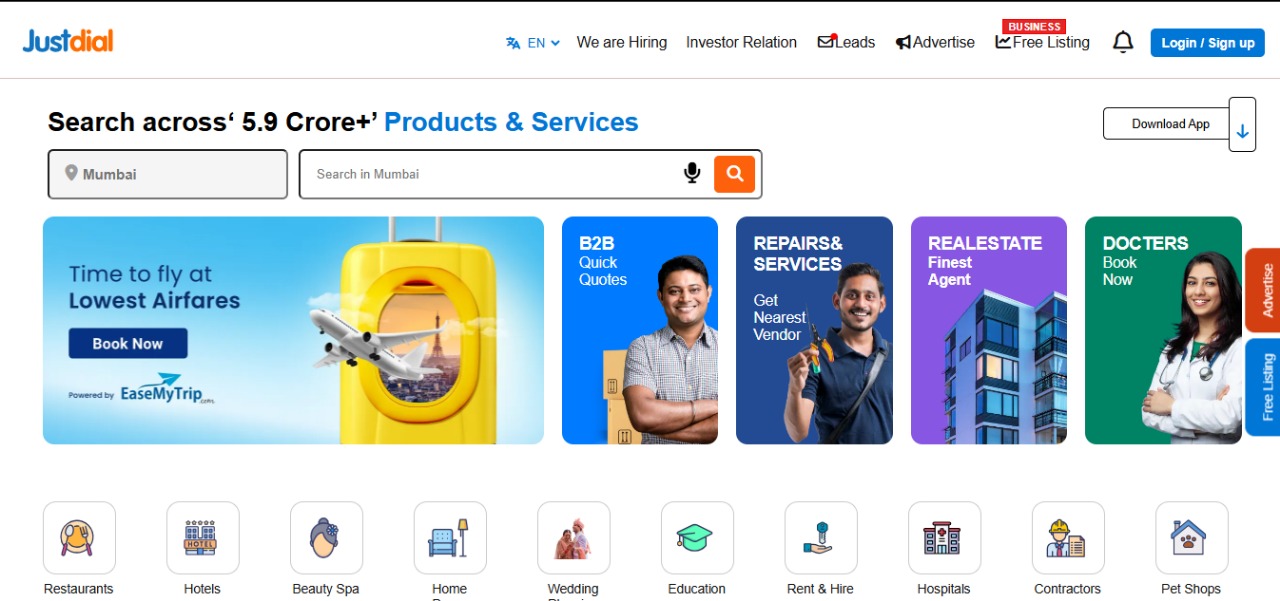 Justdial
EN
We are Hiring
Investor Relation
Leads
Advertise
BUSINESS
Free Listing
Login / Sign up
Search across‘ 5.9 Crore+’ Products & Services
Download App
Mumbai
Search in Mumbai
Time to fly at
Lowest Airfares
Book Now
Powered by EaseMyTrip.com
B2B
Quick
Quotes
REPAIRS&
SERVICES
Get
Nearest
Vendor
REALESTATE
Finest
Agent
DOCTERS
Book
Now
Advertise
Free Listing
HOTEL
Restaurants
Hotels
Beauty Spa
Home
Wedding
Education
Rent & Hire
Hospitals
Contractors
Pet Shops